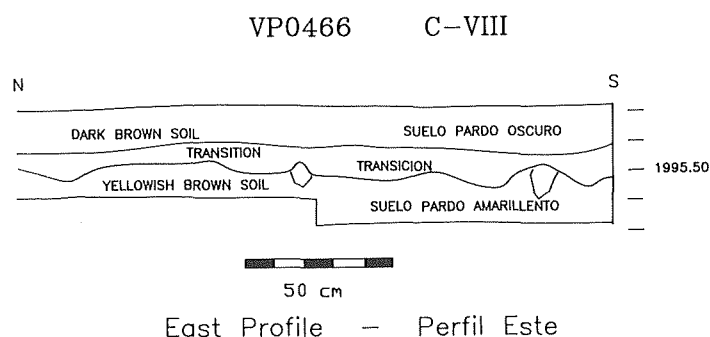 VP0466 C-VIII
N S
DARK BROWN SOIL SUELO PARDO OSCURO
TRANSITION
TRANSICION 1995.50
YELLOWISH BROWN SOIL
SUELO PARDO AMARILLENTO
50 cm
East Profile - Perfil Este